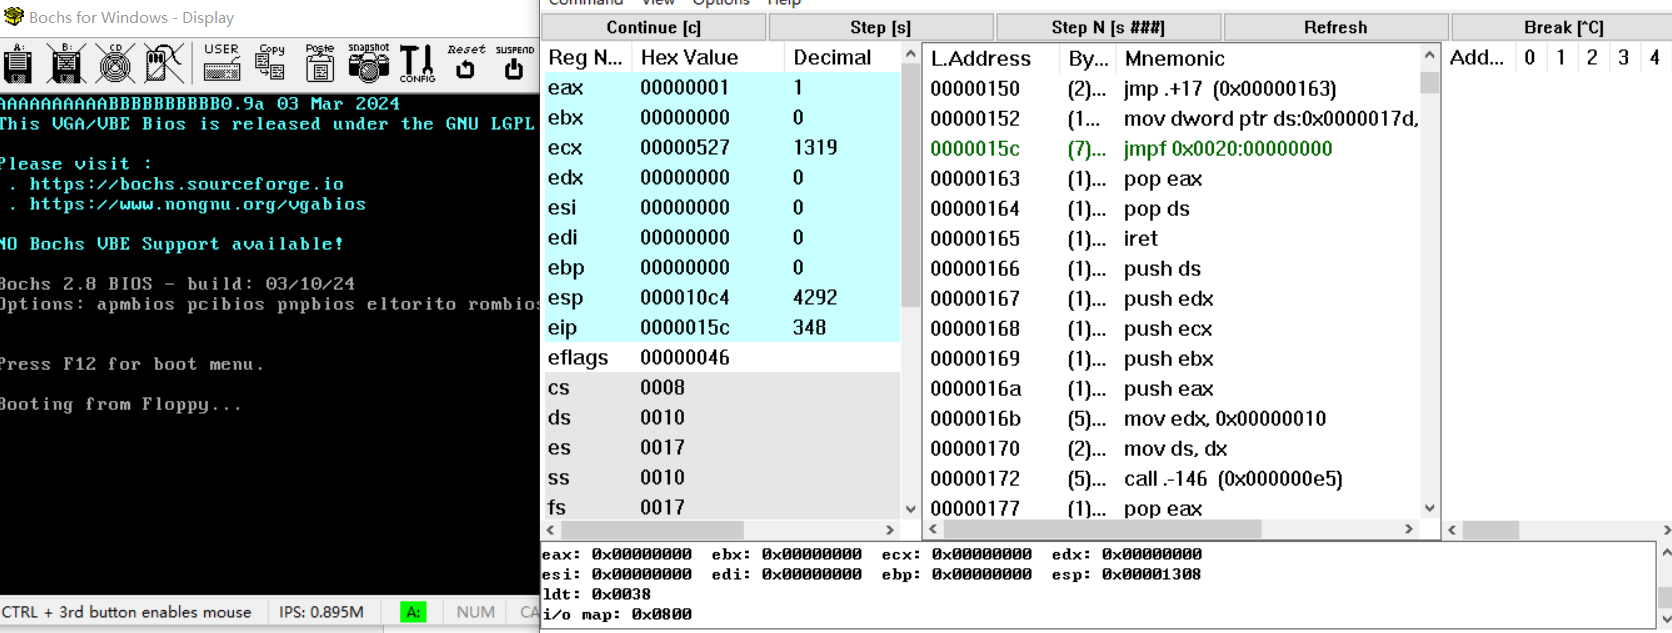 Bochs for Windows - Display
A: B: CD USER Copy Paste snapshot CONFIG Reset SUSPEND
AAAAAAAAAAABBBBBBBBBBB0.9a 03 Mar 2024
This VGA/VBE Bios is released under the GNU LGPL
Please visit :
. https://bochs.sourceforge.io
. https://www.nongnu.org/vgabios
NO Bochs VBE Support available!
Bochs 2.8 BIOS - build: 03/10/24
Options: apmbios pcibios pnpbios eltorito rombios
Press F12 for boot menu.
Booting from Floppy...
CTRL + 3rd button enables mouse IPS: 0.895M A: NUM CA
Command View Options Help
Continue [c] Step [s] Step N [s ###] Refresh Break [^C]
Reg N... Hex Value Decimal
eax 00000001 1
ebx 00000000 0
ecx 00000527 1319
edx 00000000 0
esi 00000000 0
edi 00000000 0
ebp 00000000 0
esp 000010c4 4292
eip 0000015c 348
eflags 00000046
cs 0008
ds 0010
es 0017
ss 0010
fs 0017
L.Address By... Mnemonic
00000150 (2)... jmp .+17 (0x00000163)
00000152 (1... mov dword ptr ds:0x0000017d,
0000015c (7)... jmpf 0x0020:00000000
00000163 (1)... pop eax
00000164 (1)... pop ds
00000165 (1)... iret
00000166 (1)... push ds
00000167 (1)... push edx
00000168 (1)... push ecx
00000169 (1)... push ebx
0000016a (1)... push eax
0000016b (5)... mov edx, 0x00000010
00000170 (2)... mov ds, dx
00000172 (5)... call .-146 (0x000000e5)
00000177 (1)... pop eax
Add... 0 1 2 3 4
eax: 0x00000000 ebx: 0x00000000 ecx: 0x00000000 edx: 0x00000000
esi: 0x00000000 edi: 0x00000000 ebp: 0x00000000 esp: 0x00001308
ldt: 0x0038
i/o map: 0x0800